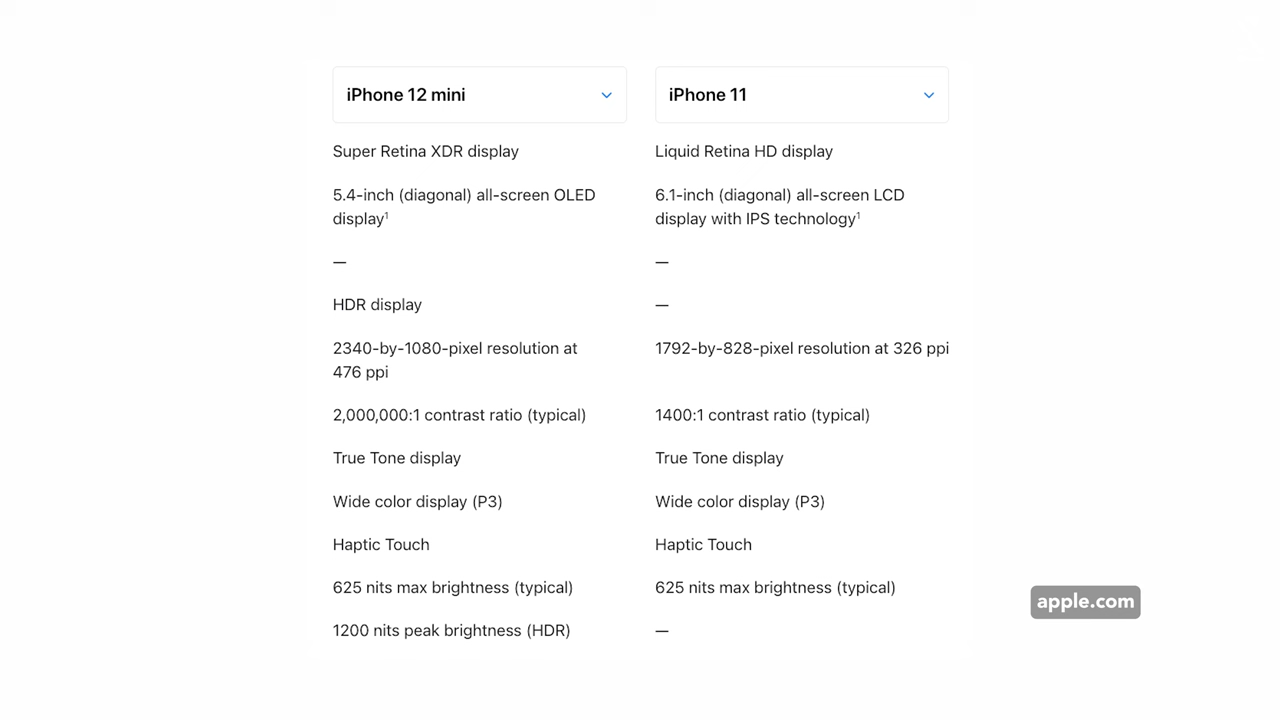 iPhone 12 mini
iPhone 11
Super Retina XDR display
Liquid Retina HD display
5.4-inch (diagonal) all-screen OLED
display¹
6.1-inch (diagonal) all-screen LCD
display with IPS technology¹
—
—
HDR display
—
2340-by-1080-pixel resolution at
476 ppi
1792-by-828-pixel resolution at 326 ppi
2,000,000:1 contrast ratio (typical)
1400:1 contrast ratio (typical)
True Tone display
True Tone display
Wide color display (P3)
Wide color display (P3)
Haptic Touch
Haptic Touch
625 nits max brightness (typical)
625 nits max brightness (typical)
1200 nits peak brightness (HDR)
—
apple.com